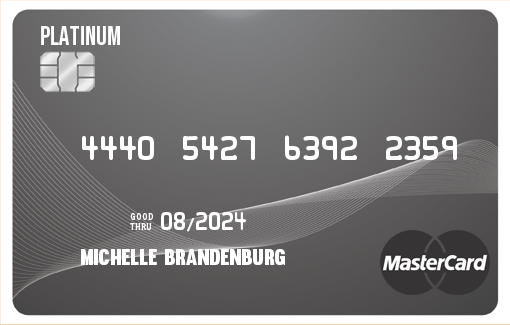 PLATINUM
4440 5427 6392 2359
GOOD THRU 08/2024
MICHELLE BRANDENBURG
MasterCard